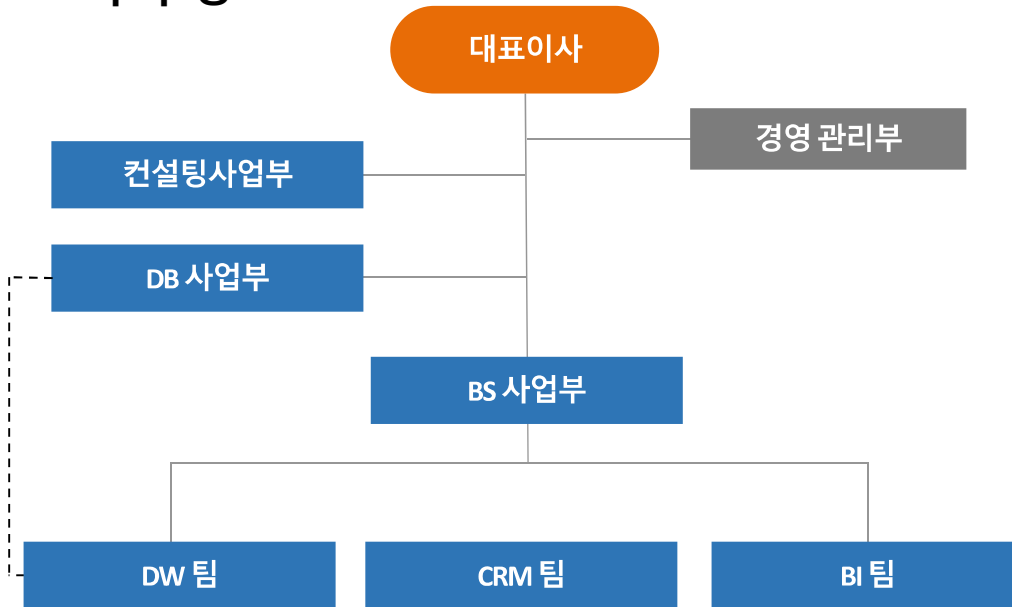 대표이사
경영 관리부
컨설팅사업부
DB 사업부
BS 사업부
DW 팀
CRM 팀
BI 팀